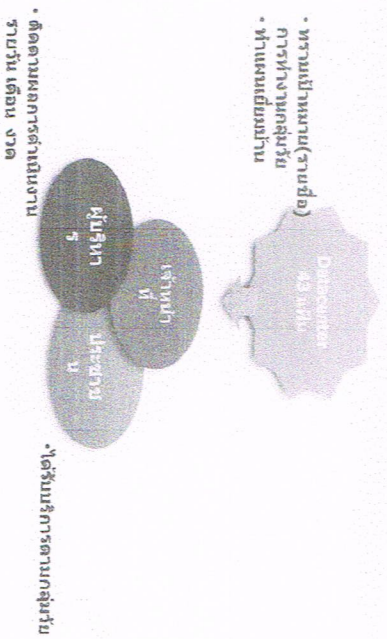 Datacenter
43 แฟ้ม
• ทราบเป้าหมาย(รายชื่อ)
การทำงานกลุ่มวัย
• ทำแผนเยี่ยมบ้าน
เจ้าหน้า
ที่
ผู้บริหา
ร
ประชาช
น
• ติดตามผลการดำเนินงาน
รายวัน เดือน งวด
•ได้รับบริการตามกลุ่มวัย